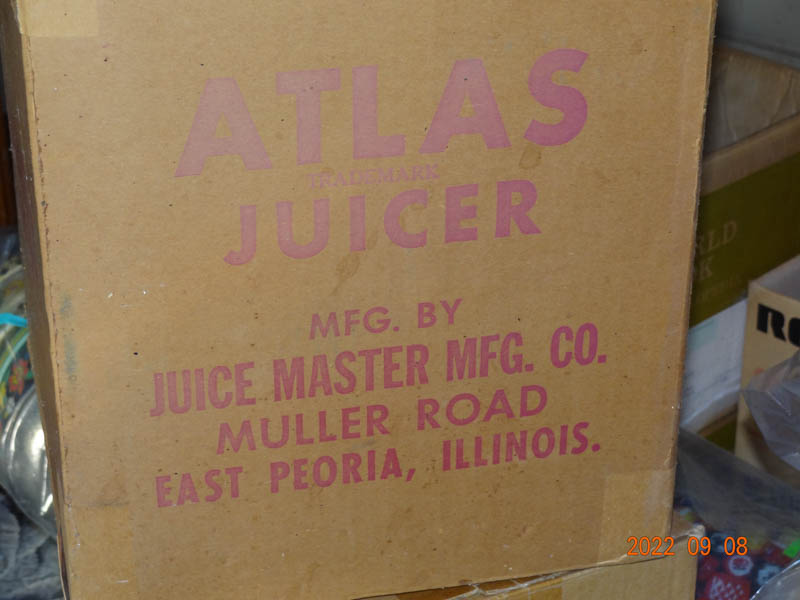 ATLAS
TRADEMARK
JUICER
MFG. BY
JUICE MASTER MFG. CO.
MULLER ROAD
EAST PEORIA, ILLINOIS.
2022 09 08